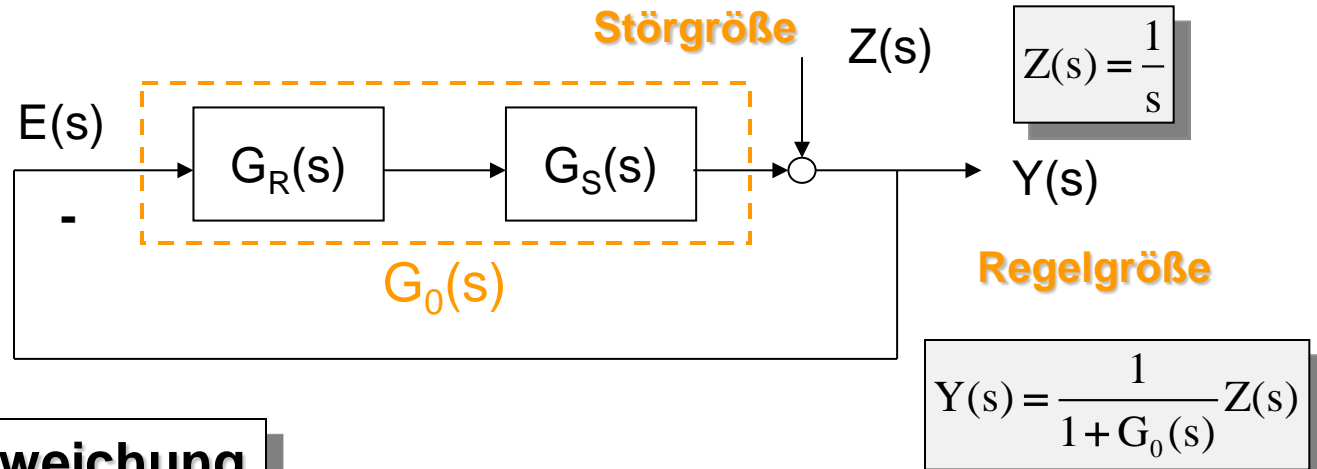 Störgröße
Z(s)
Z(s) = 1/s
E(s)
G_R(s)
G_S(s)
Y(s)
-
G_0(s)
Regelgröße
Y(s) = 1/(1 + G_0(s)) Z(s)
weichung